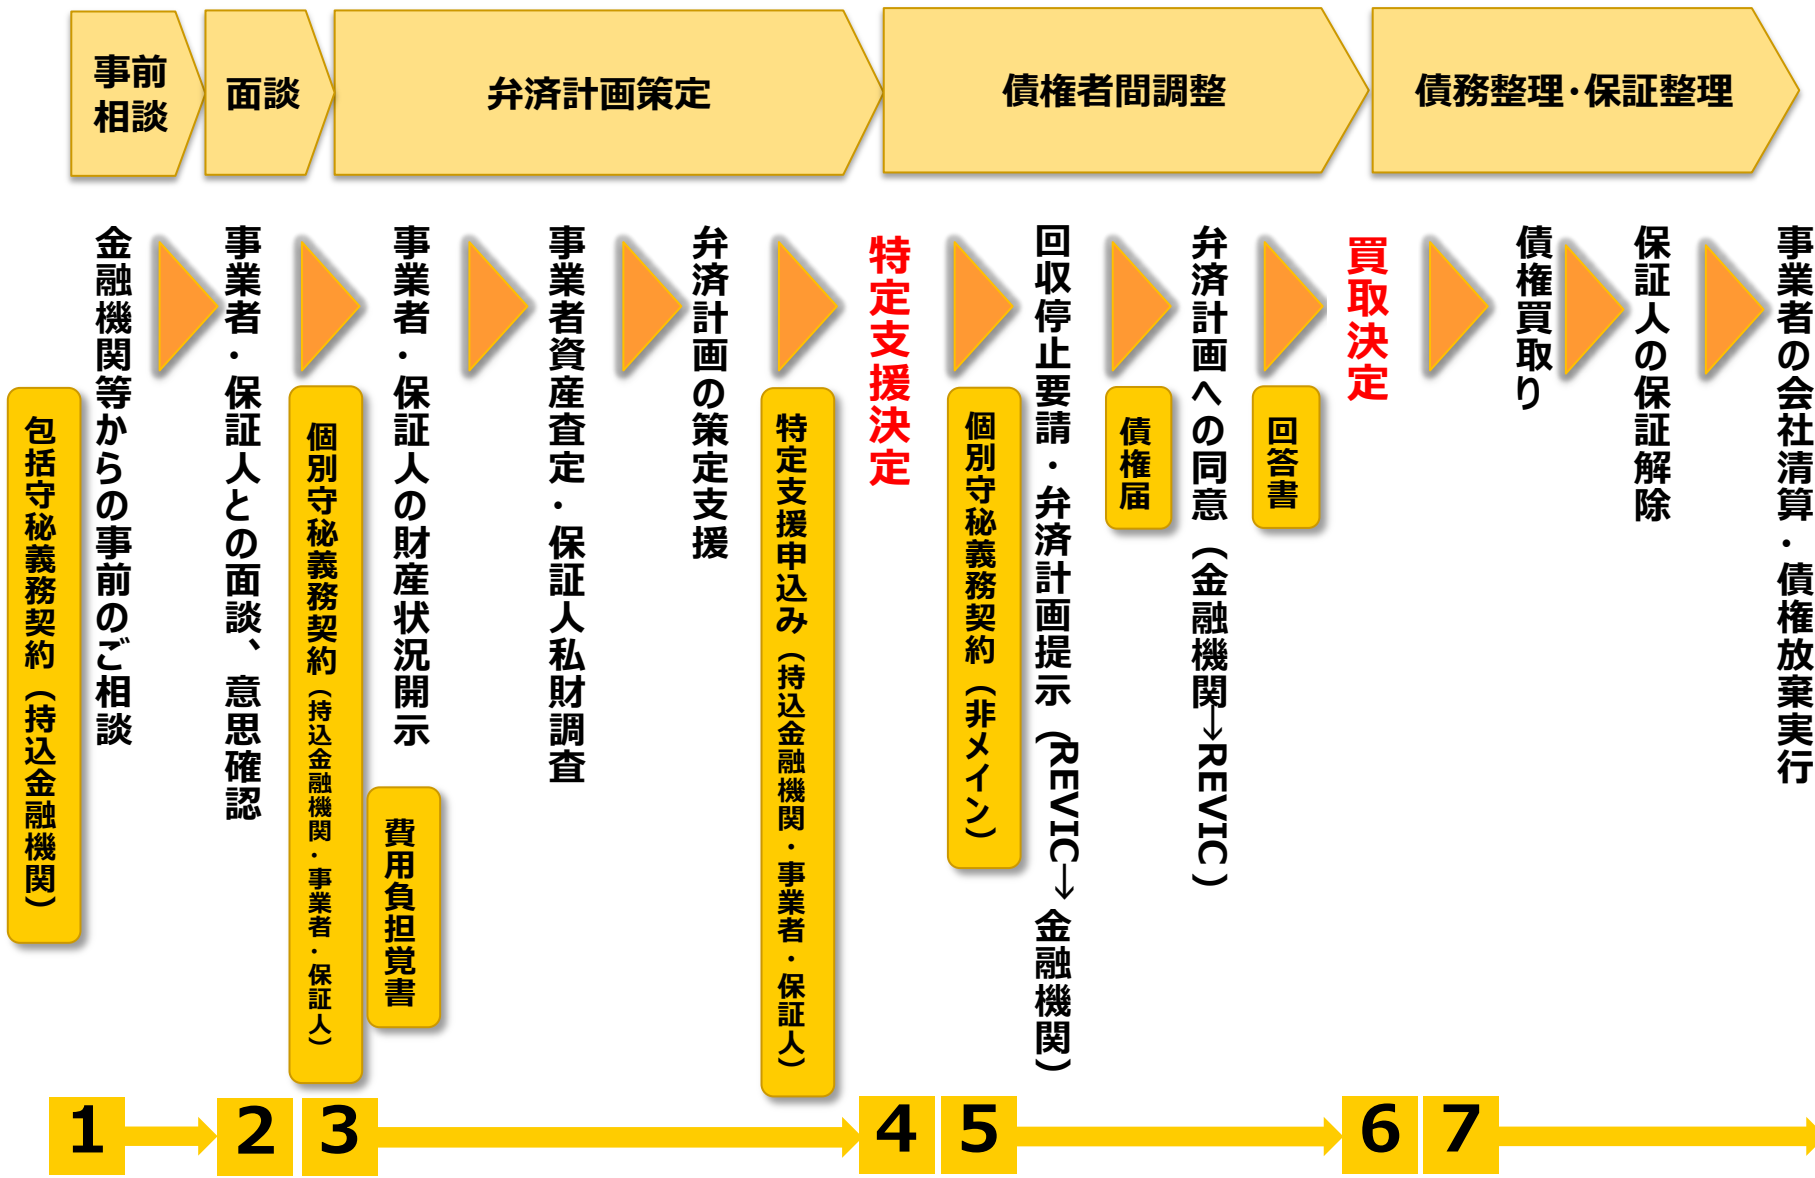 事前
相談
面談
弁済計画策定
債権者間調整
債務整理・保証整理
金融機関等からの事前のご相談
包括守秘義務契約（持込金融機関）
事業者・保証人との面談、意思確認
個別守秘義務契約（持込金融機関・事業者・保証人）
事業者・保証人の財産状況開示
費用負担覚書
事業者資産査定・保証人私財調査
弁済計画の策定支援
特定支援申込み（持込金融機関・事業者・保証人）
特定支援決定
個別守秘義務契約（非メイン）
回収停止要請・弁済計画提示（REVIC→金融機関）
債権届
弁済計画への同意（金融機関→REVIC）
回答書
買取決定
債権買取り
保証人の保証解除
事業者の会社清算・債権放棄実行
1
2
3
4
5
6
7